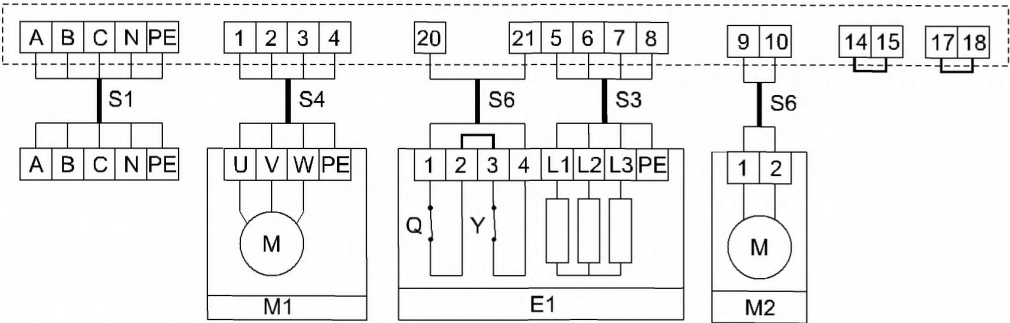 A B C N PE 1 2 3 4 20 21 5 6 7 8 9 10 14 15 17 18
S1 S4 S6 S3 S6
A B C N PE U V W PE 1 2 3 4 L1 L2 L3 PE 1 2
Q Y
M M
M1 E1 M2